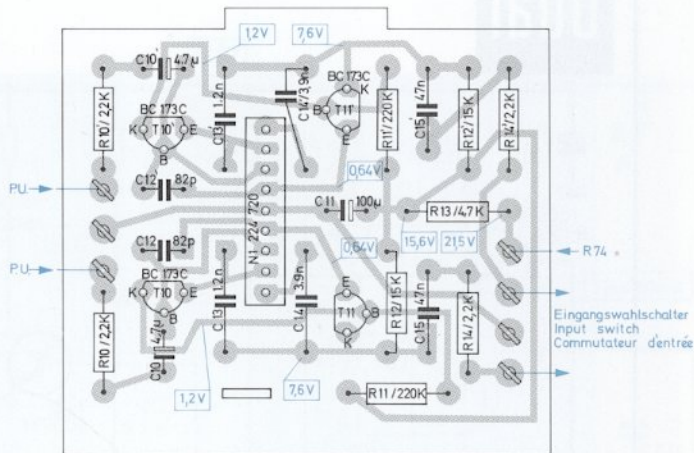 1,2V
7,6V
C10'
4,7µ
BC 173C
K
T10'
E
B
R10'/2,2K
C13'
1,2n
C14'/3,9n
BC 173C
K
B
T11'
E
R11'/220K
C15'
47n
R12'/15K
R14'/2,2K
PU.
C12'
82p
N1 224 720
0,64V
C11
100µ
R13/4,7K
15,6V
21,5V
R74
PU.
C12
82p
BC 173C
K
T10
E
B
R10/2,2K
C10
4,7µ
C13
1,2n
C14
3,9n
0,64V
E
T11
B
K
R12/15K
C15
47n
R14/2,2K
Eingangswahlschalter
Input switch
Commutateur d'entrée
1,2V
7,6V
R11/220K